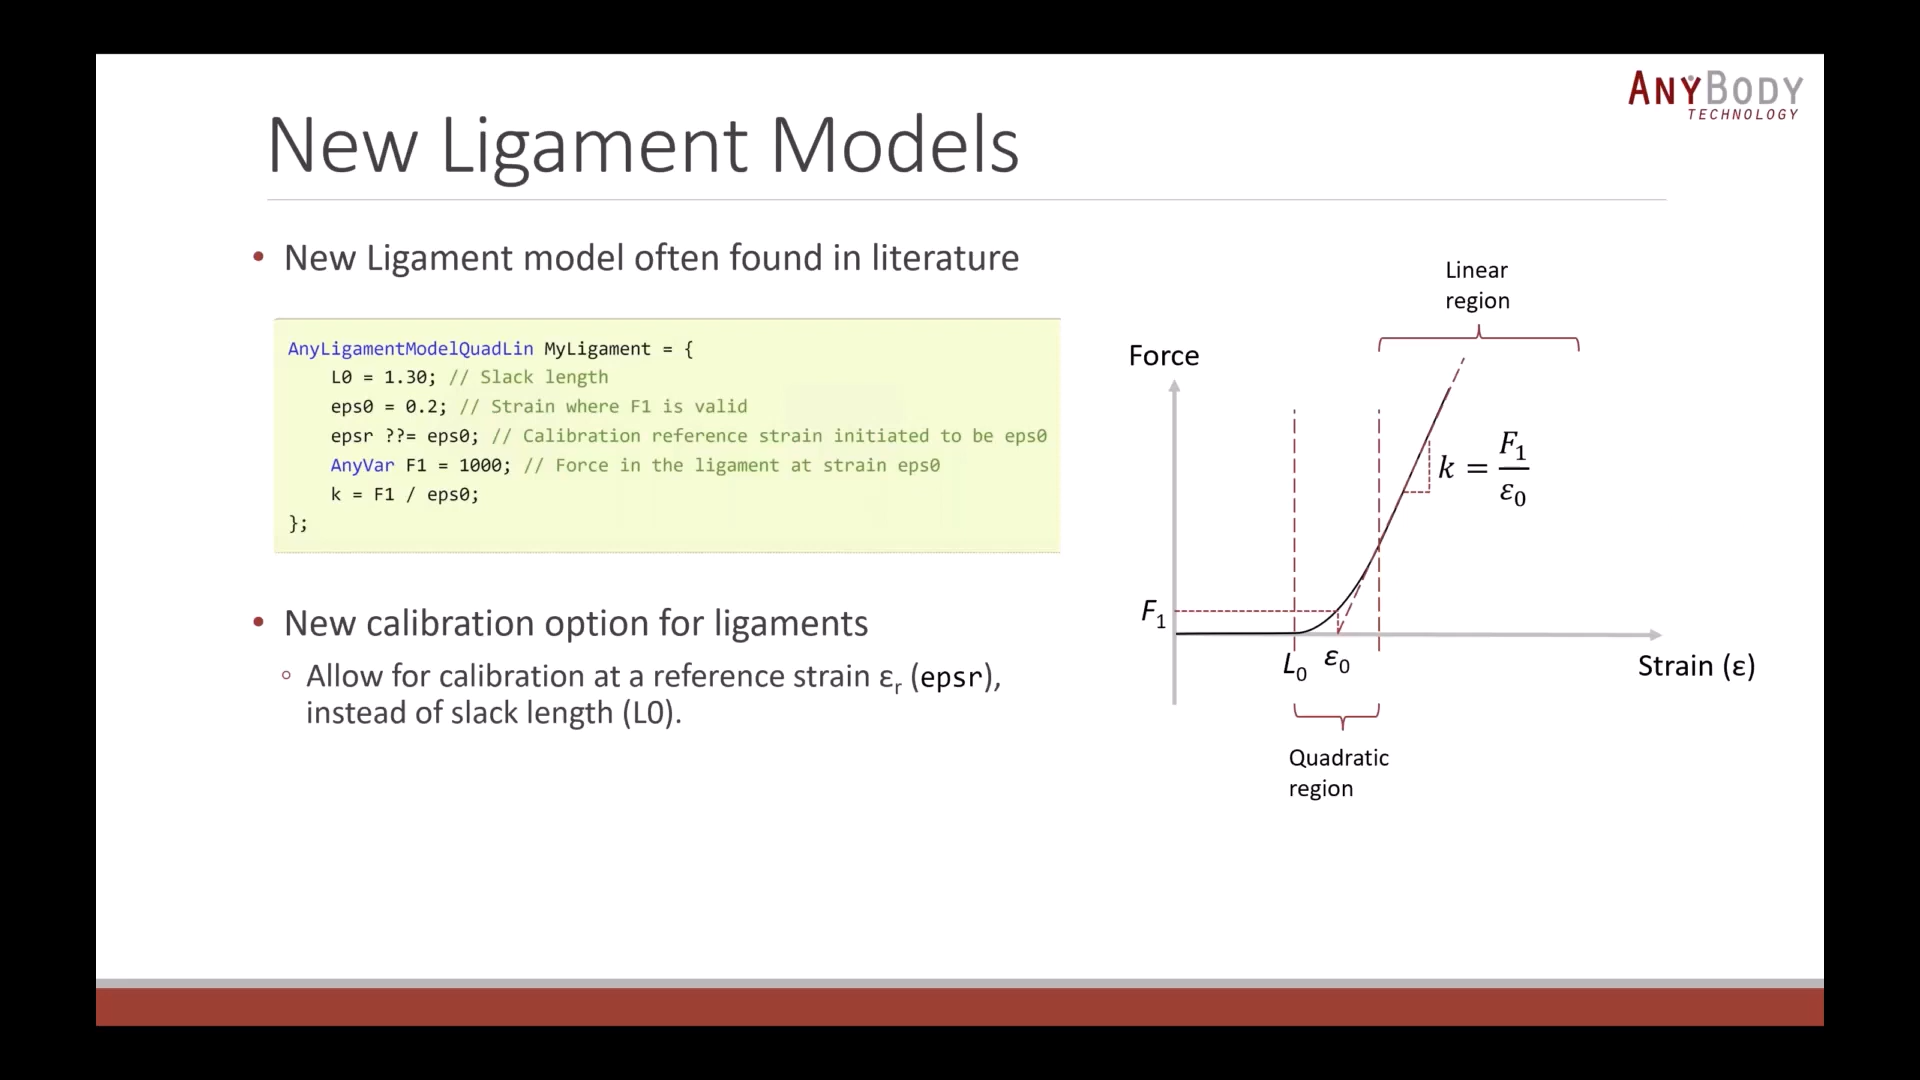 ANYBODY
TECHNOLOGY
New Ligament Models
• New Ligament model often found in literature
AnyLigamentModelQuadLin MyLigament = {
L0 = 1.30; // Slack length
eps0 = 0.2; // Strain where F1 is valid
epsr ??= eps0; // Calibration reference strain initiated to be eps0
AnyVar F1 = 1000; // Force in the ligament at strain eps0
k = F1 / eps0;
};
• New calibration option for ligaments
◦ Allow for calibration at a reference strain εr (epsr),
instead of slack length (L0).
Linear
region
Force
k = F1/ε0
F1
L0 ε0
Strain (ε)
Quadratic
region